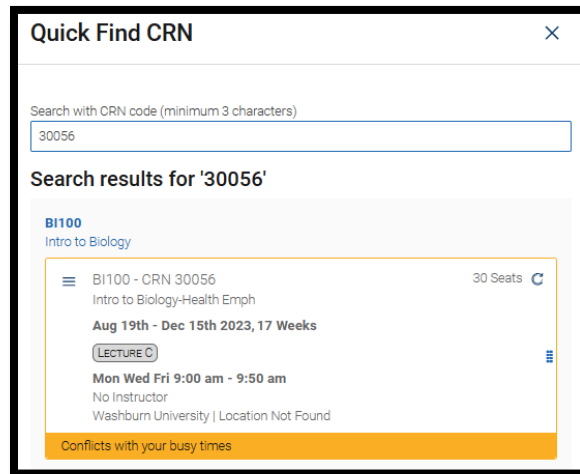 Quick Find CRN
Search with CRN code (minimum 3 characters)
30056
Search results for '30056'
BI100
Intro to Biology
BI100 - CRN 30056
30 Seats
Intro to Biology-Health Emph
Aug 19th - Dec 15th 2023, 17 Weeks
LECTURE C
Mon Wed Fri 9:00 am - 9:50 am
No Instructor
Washburn University | Location Not Found
Conflicts with your busy times